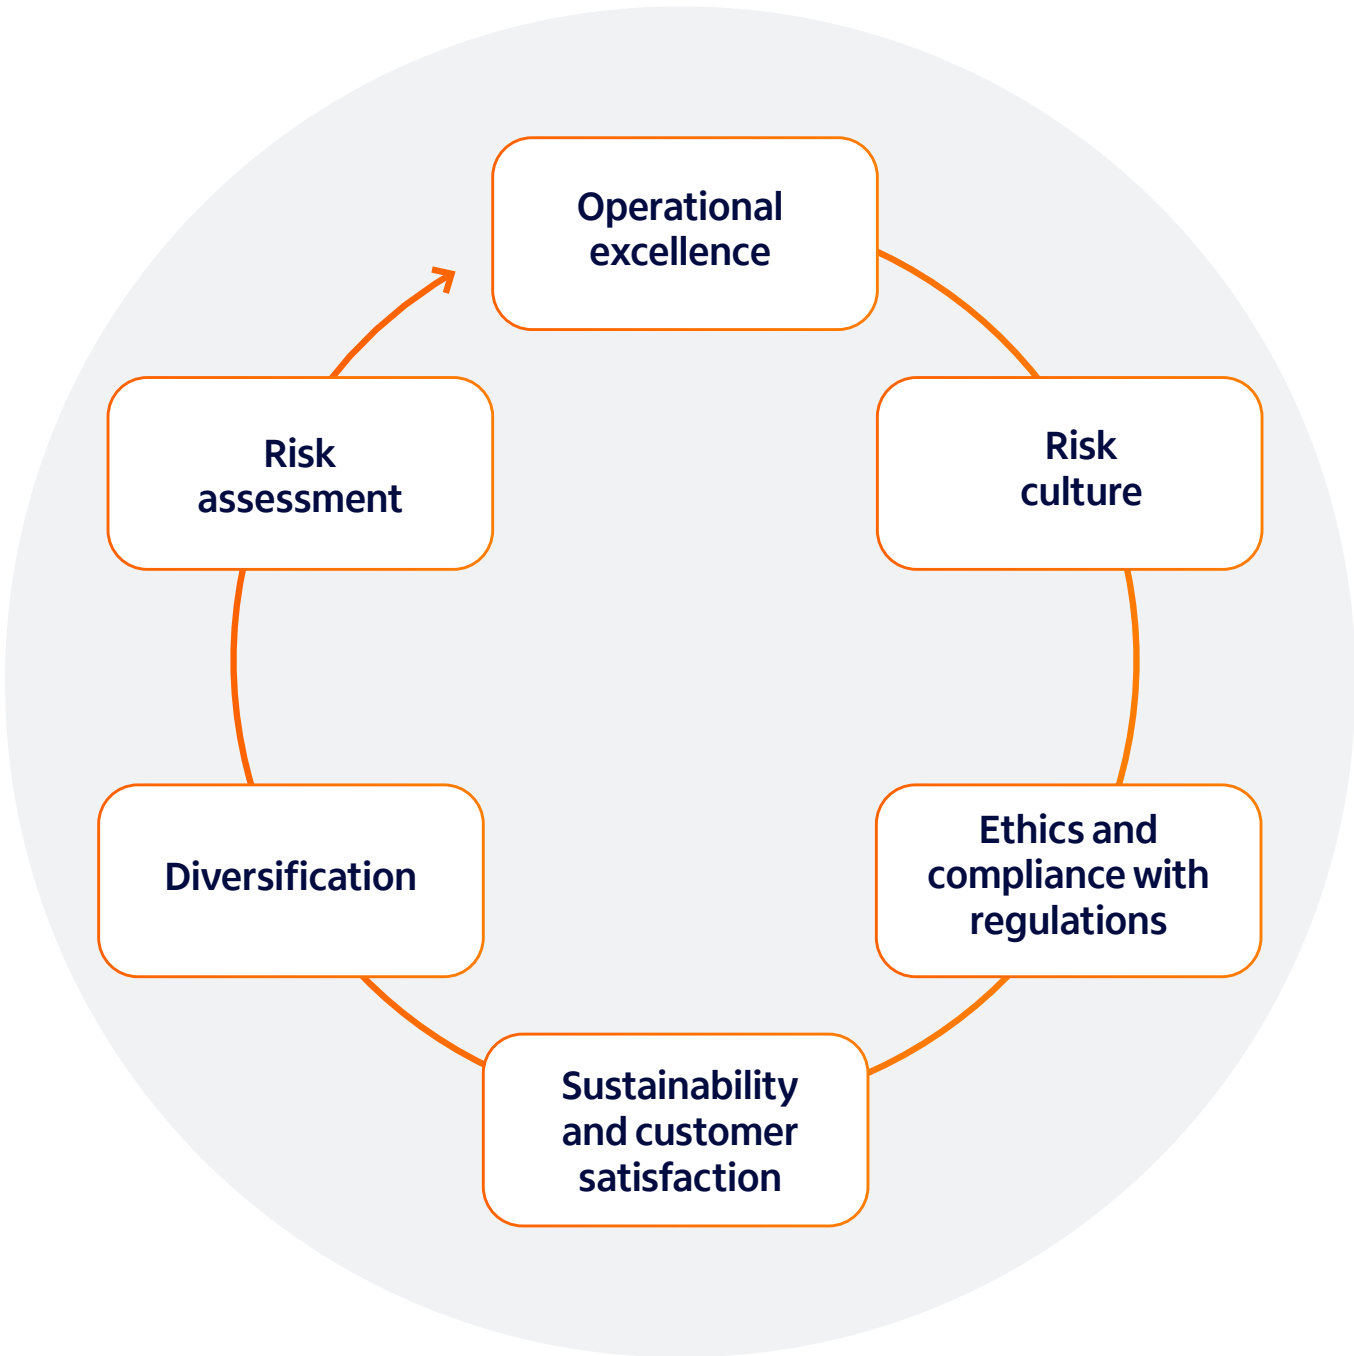 Operational
excellence
Risk
culture
Ethics and
compliance with
regulations
Sustainability
and customer
satisfaction
Diversification
Risk
assessment